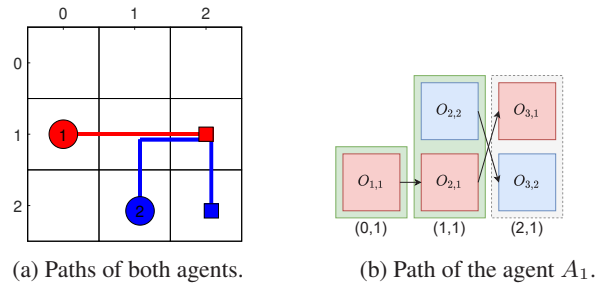 0 1 2
0
1
2
1
2
(a) Paths of both agents.
O2,2 O3,1
O1,1 O2,1 O3,2
(0,1) (1,1) (2,1)
(b) Path of the agent A1.